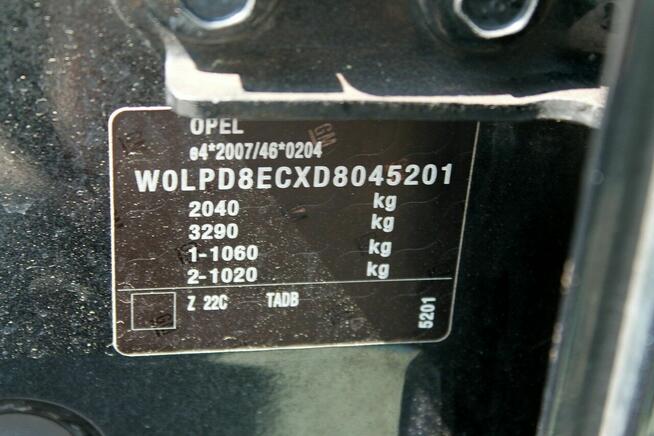 OPEL
e4*2007/46*0204
W0LPD8ECXD8045201
2040 kg
3290 kg
1-1060 kg
2-1020 kg
Z 22C TADB
5201
GM